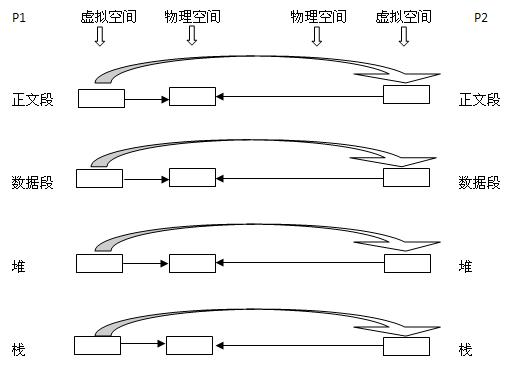 P1 虚拟空间 物理空间 物理空间 虚拟空间 P2
正文段 正文段
数据段 数据段
堆 堆
栈 栈